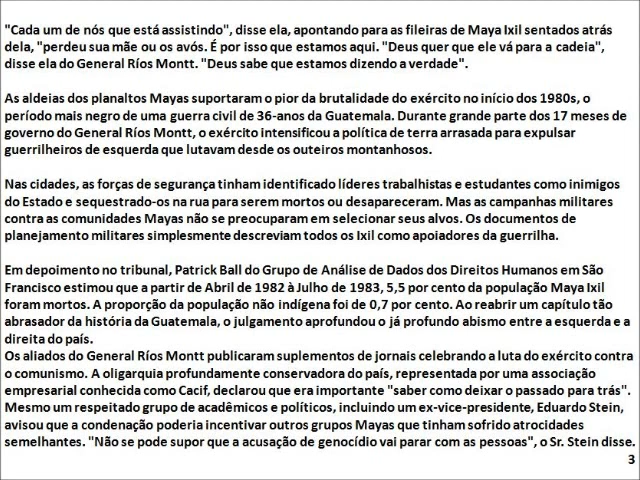 "Cada um de nós que está assistindo", disse ela, apontando para as fileiras de Maya Ixil sentados atrás
dela, "perdeu sua mãe ou os avós. É por isso que estamos aqui. "Deus quer que ele vá para a cadeia",
disse ela do General Ríos Montt. "Deus sabe que estamos dizendo a verdade".
As aldeias dos planaltos Mayas suportaram o pior da brutalidade do exército no início dos 1980s, o
período mais negro de uma guerra civil de 36-anos da Guatemala. Durante grande parte dos 17 meses de
governo do General Ríos Montt, o exército intensificou a política de terra arrasada para expulsar
guerrilheiros de esquerda que lutavam desde os outeiros montanhosos.
Nas cidades, as forças de segurança tinham identificado líderes trabalhistas e estudantes como inimigos
do Estado e sequestrado-os na rua para serem mortos ou desapareceram. Mas as campanhas militares
contra as comunidades Mayas não se preocuparam em selecionar seus alvos. Os documentos de
planejamento militares simplesmente descreviam todos os Ixil como apoiadores da guerrilha.
Em depoimento no tribunal, Patrick Ball do Grupo de Análise de Dados dos Direitos Humanos em São
Francisco estimou que a partir de Abril de 1982 à Julho de 1983, 5,5 por cento da população Maya Ixil
foram mortos. A proporção da população não indígena foi de 0,7 por cento. Ao reabrir um capítulo tão
abrasador da história da Guatemala, o julgamento aprofundou o já profundo abismo entre a esquerda e a
direita do país.
Os aliados do General Ríos Montt publicaram suplementos de jornais celebrando a luta do exército contra
o comunismo. A oligarquia profundamente conservadora do país, representada por uma associação
empresarial conhecida como Cacif, declarou que era importante "saber como deixar o passado para trás".
Mesmo um respeitado grupo de acadêmicos e políticos, incluindo um ex-vice-presidente, Eduardo Stein,
avisou que a condenação poderia incentivar outros grupos Mayas que tinham sofrido atrocidades
semelhantes. "Não se pode supor que a acusação de genocídio vai parar com as pessoas", o Sr. Stein disse.
3